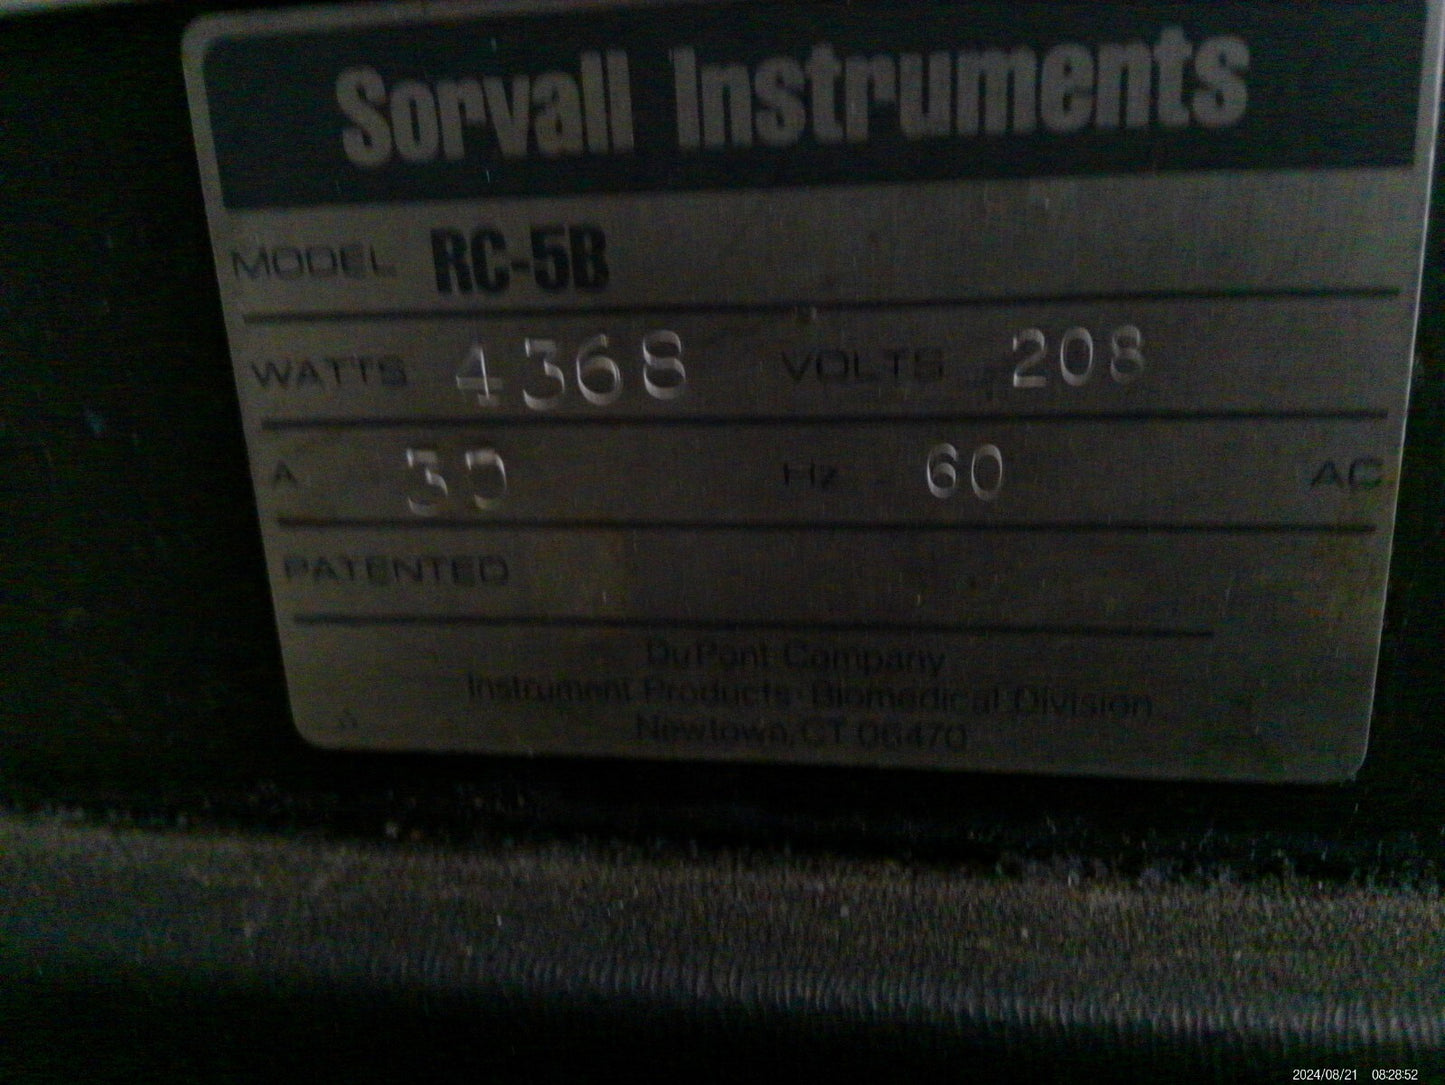 Sorvall Instruments
MODEL RC-5B
WATTS 4368 VOLTS 208
A 30 Hz 60 AC
PATENTED
DuPont Company
Instrument Products Biomedical Division
Newtown, CT 06470
2024/08/21 08:28:52